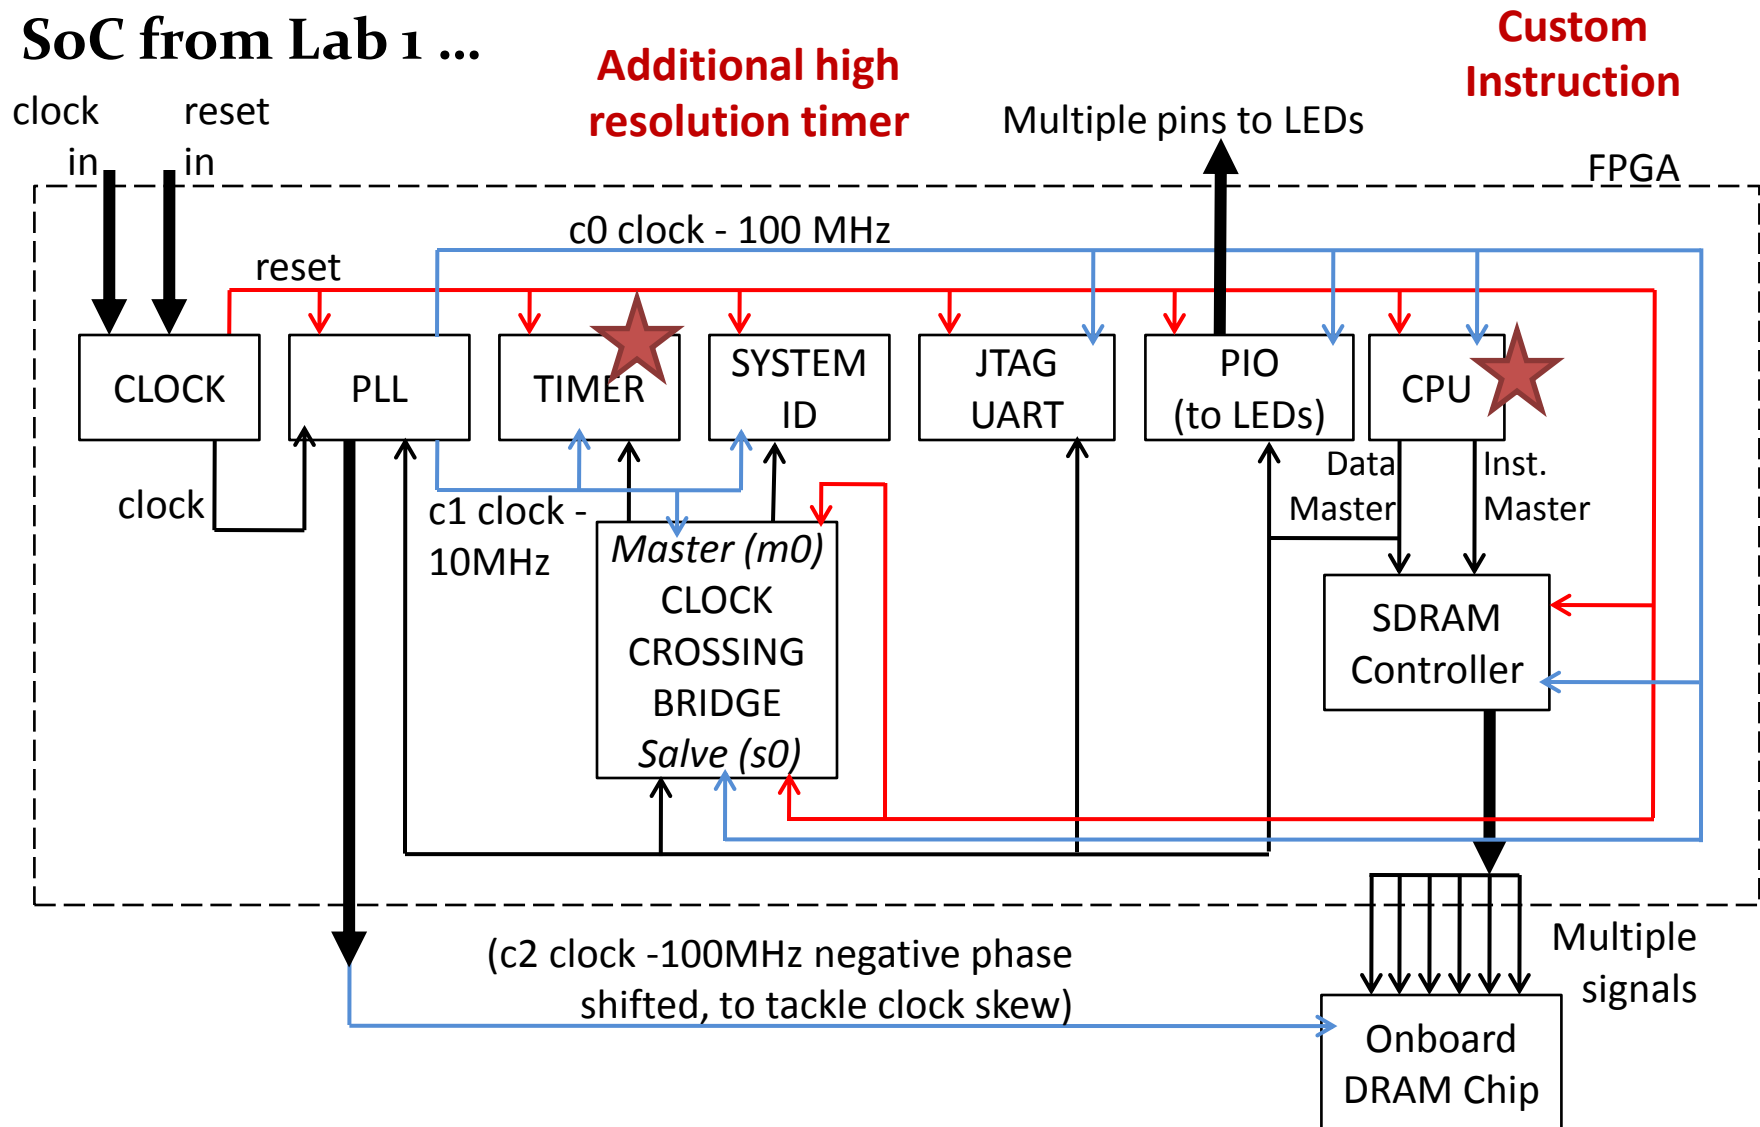 SoC from Lab 1 ...
Additional high
resolution timer
Custom
Instruction
clock
in
reset
in
Multiple pins to LEDs
FPGA
c0 clock - 100 MHz
reset
CLOCK
PLL
TIMER
SYSTEM
ID
JTAG
UART
PIO
(to LEDs)
CPU
clock
c1 clock -
10MHz
Data
Master
Inst.
Master
Master (m0)
CLOCK
CROSSING
BRIDGE
Salve (s0)
SDRAM
Controller
(c2 clock -100MHz negative phase
shifted, to tackle clock skew)
Multiple
signals
Onboard
DRAM Chip